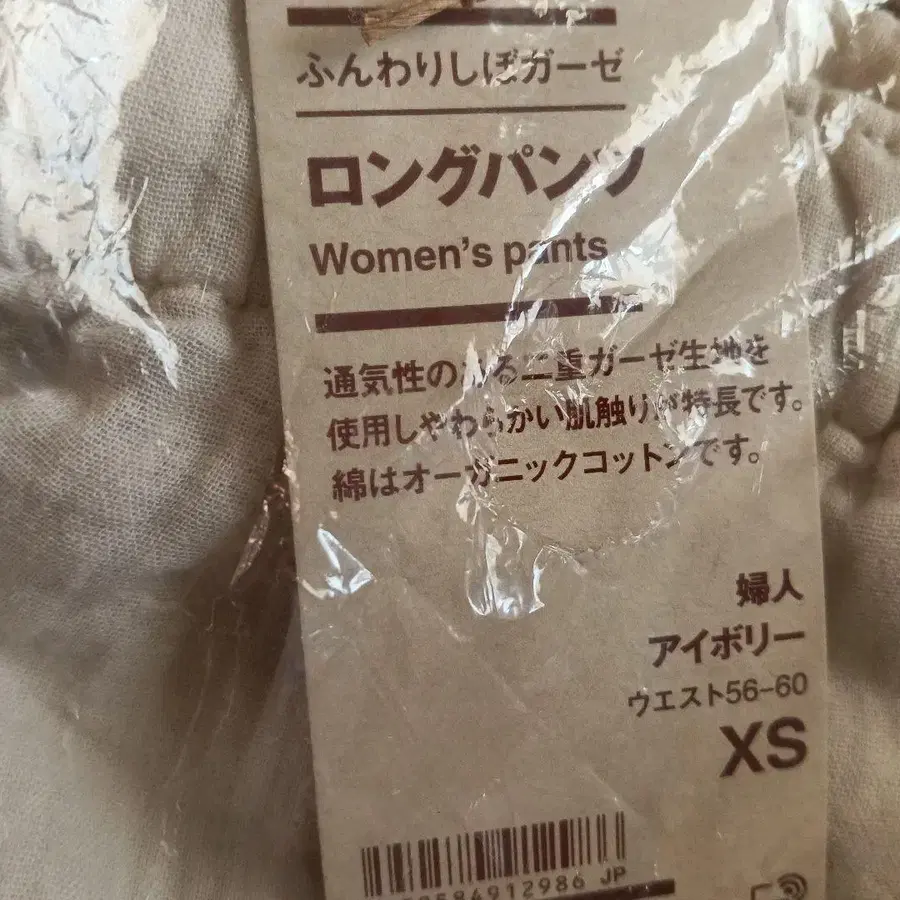 ふんわりしぼガーゼ
ロングパンツ
Women's pants
通気性のある二重ガーゼ生地を
使用しやわらかい肌触りが特長です。
綿はオーガニックコットンです。
婦人
アイボリー
ウエスト56-60
XS
584912986 JP